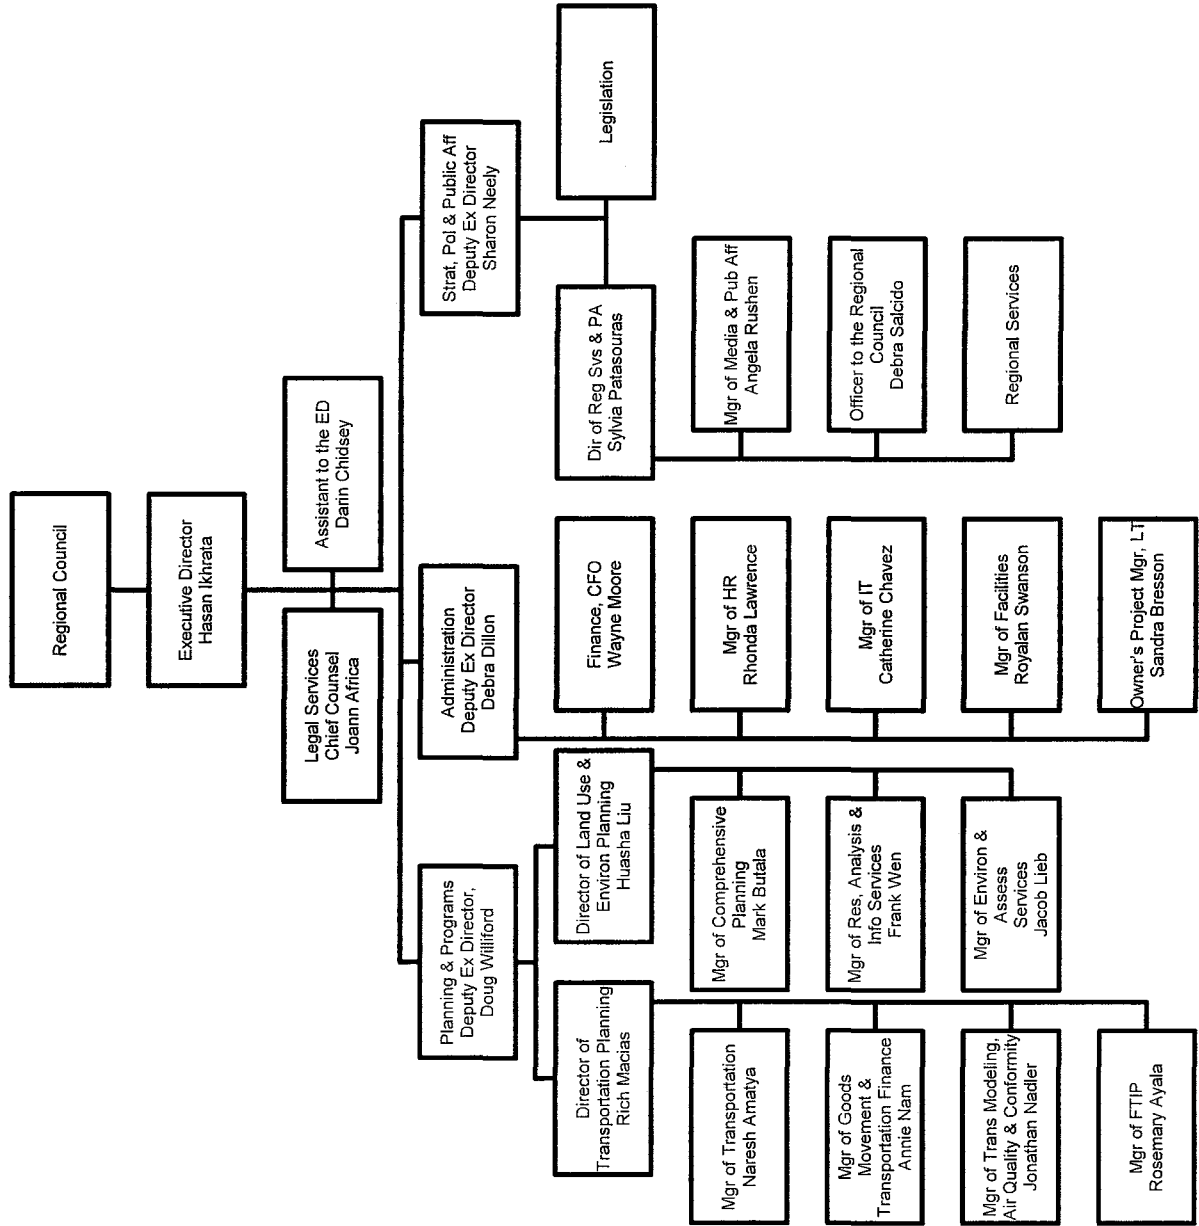 Regional Council
Executive Director
Hasan Ikhrata
Legal Services
Chief Counsel
Joann Africa
Assistant to the ED
Darin Chidsey
Planning & Programs
Deputy Ex Director,
Doug Williford
Administration
Deputy Ex Director
Debra Dillon
Strat, Pol & Public Aff
Deputy Ex Director
Sharon Neely
Director of
Transportation Planning
Rich Macias
Mgr of Transportation
Naresh Amatya
Mgr of Goods
Movement &
Transportation Finance
Annie Nam
Mgr of Trans Modeling,
Air Quality & Conformity
Jonathan Nadler
Mgr of FTIP
Rosemary Ayala
Director of Land Use &
Environ Planning
Huasha Liu
Mgr of Comprehensive
Planning
Mark Butala
Mgr of Res, Analysis &
Info Services
Frank Wen
Mgr of Environ &
Assess
Services
Jacob Lieb
Finance, CFO
Wayne Moore
Mgr of HR
Rhonda Lawrence
Mgr of IT
Catherine Chavez
Mgr of Facilities
Royalan Swanson
Owner's Project Mgr, LT
Sandra Bresson
Dir of Reg Svs & PA
Sylvia Patasouras
Mgr of Media & Pub Aff
Angela Rushen
Officer to the Regional
Council
Debra Salcido
Regional Services
Legislation